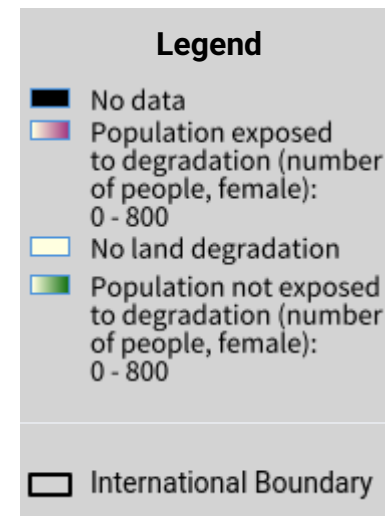 Legend
No data
Population exposed
to degradation (number
of people, female):
0 - 800
No land degradation
Population not exposed
to degradation (number
of people, female):
0 - 800
International Boundary